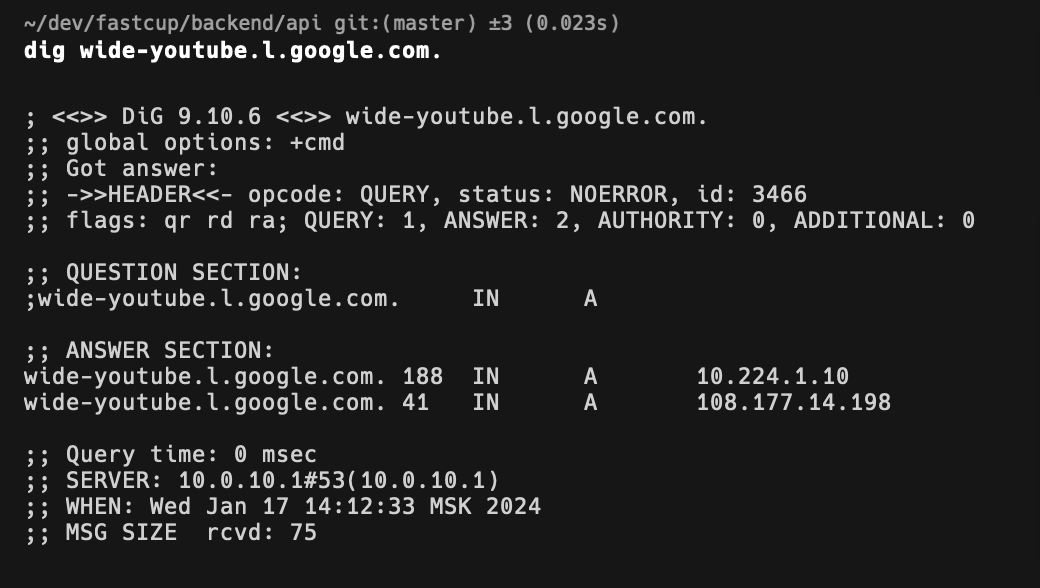 ~/dev/fastcup/backend/api git:(master) ±3 (0.023s)
dig wide-youtube.l.google.com.
; <<>> DiG 9.10.6 <<>> wide-youtube.l.google.com.
;; global options: +cmd
;; Got answer:
;; ->>HEADER<<- opcode: QUERY, status: NOERROR, id: 3466
;; flags: qr rd ra; QUERY: 1, ANSWER: 2, AUTHORITY: 0, ADDITIONAL: 0
;; QUESTION SECTION:
;wide-youtube.l.google.com. IN A
;; ANSWER SECTION:
wide-youtube.l.google.com. 188 IN A 10.224.1.10
wide-youtube.l.google.com. 41 IN A 108.177.14.198
;; Query time: 0 msec
;; SERVER: 10.0.10.1#53(10.0.10.1)
;; WHEN: Wed Jan 17 14:12:33 MSK 2024
;; MSG SIZE rcvd: 75